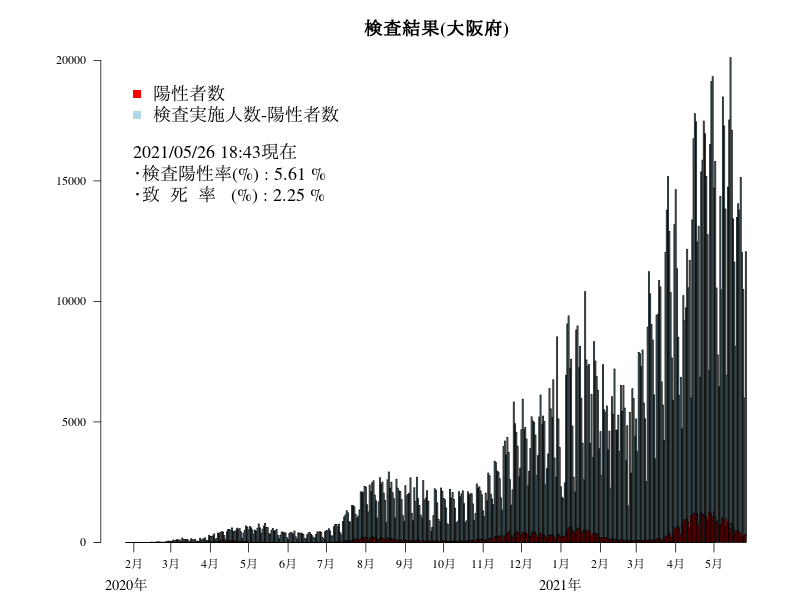 検査結果(大阪府)
20000
15000
10000
5000
0
陽性者数
検査実施人数-陽性者数
2021/05/26 18:43現在
･検査陽性率(%) : 5.61 %
･致 死 率 (%) : 2.25 %
2月 3月 4月 5月 6月 7月 8月 9月 10月 11月 12月 1月 2月 3月 4月 5月
2020年 2021年